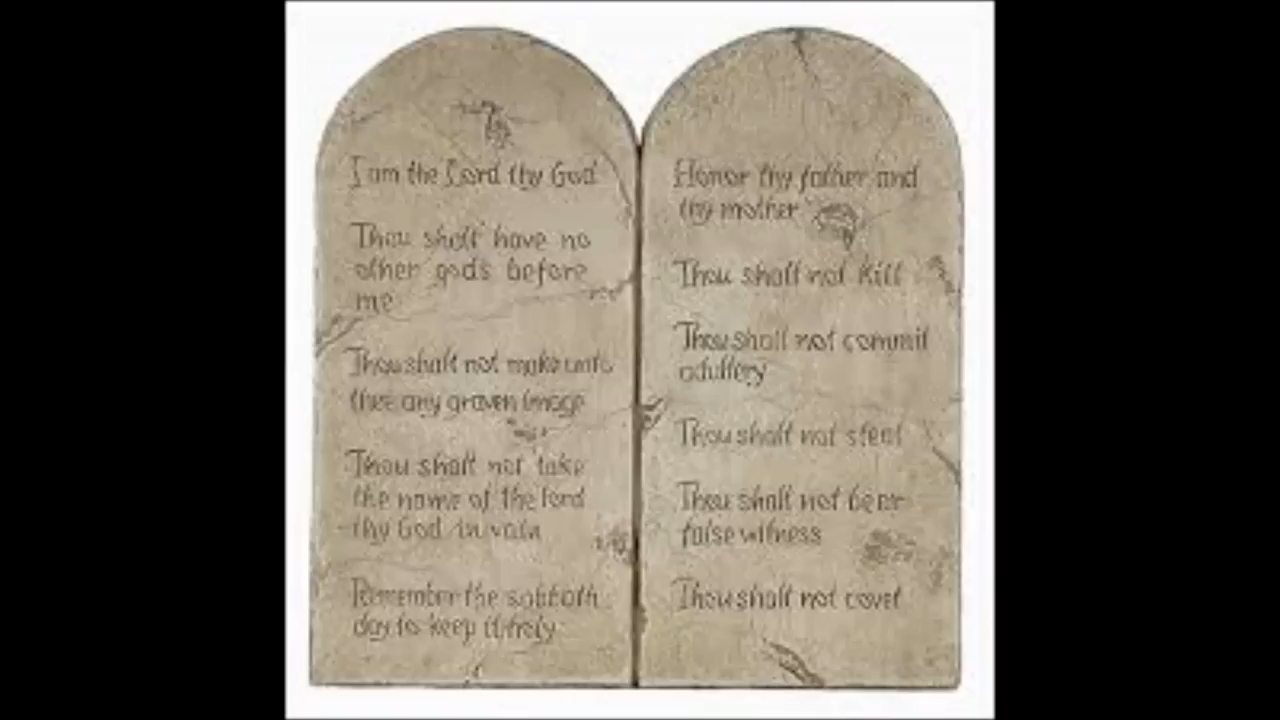 I am the Lord thy God
Thou shalt have no
other gods before
me
Thou shalt not make unto
thee any graven image
Thou shalt not take
the name of the lord
thy God in vain
Remember the sabbath
day to keep it holy
Honor thy father and
thy mother
Thou shalt not kill
Thou shalt not commit
adultery
Thou shalt not steal
Thou shalt not bear
false witness
Thou shalt not covet